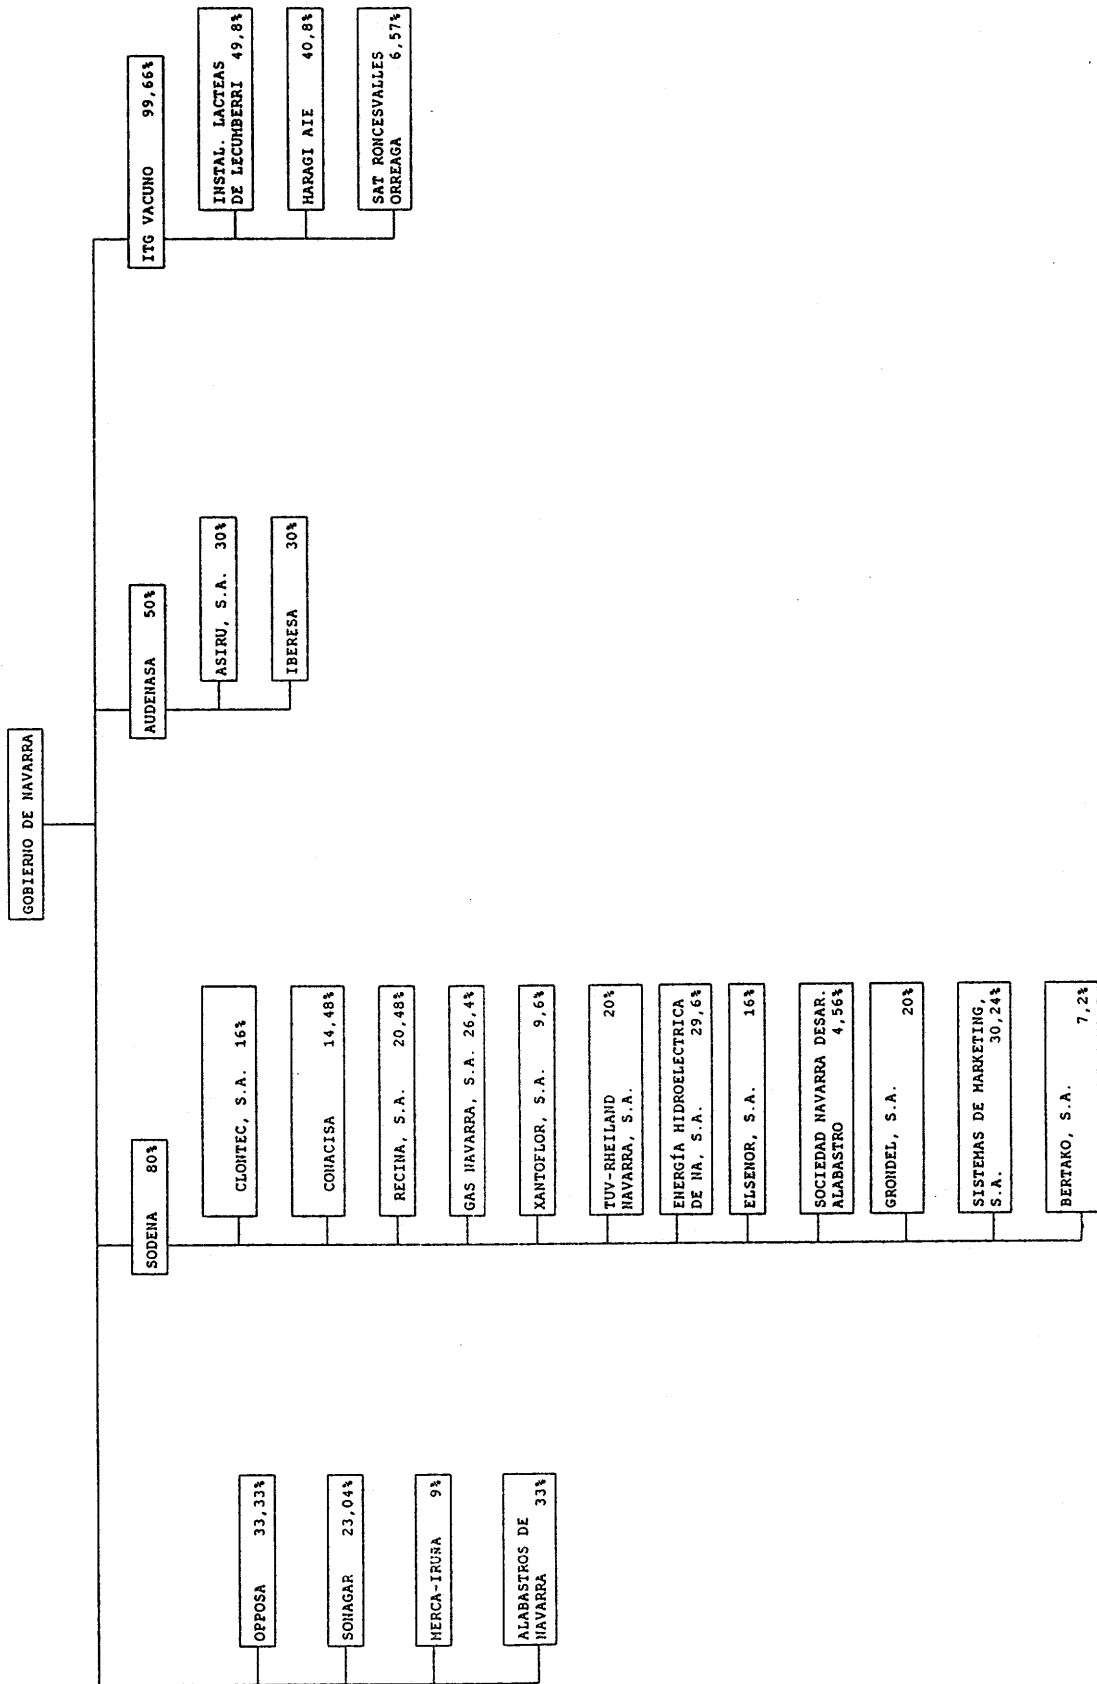 GOBIERNO DE NAVARRA
OPPOSA 33,33%
SONAGAR 23,04%
MERCA-IRUÑA 9%
ALABASTROS DE
NAVARRA 33%
SODENA 80%
CLONTEC, S.A. 16%
CONACISA 14,48%
RECINA, S.A. 20,48%
GAS NAVARRA, S.A. 26,4%
XANTOFLOR, S.A. 9,6%
TUV-RHEILAND
NAVARRA, S.A. 20%
ENERGÍA HIDROELECTRICA
DE NA, S.A. 29,6%
ELSENOR, S.A. 16%
SOCIEDAD NAVARRA DESAR.
ALABASTRO 4,56%
GRONDEL, S.A. 20%
SISTEMAS DE MARKETING,
S.A. 30,24%
BERTAKO, S.A. 7,2%
AUDENASA 50%
ASIRU, S.A. 30%
IBERESA 30%
ITG VACUNO 99,66%
INSTAL. LACTEAS
DE LECUMBERRI 49,8%
HARAGI AIE 40,8%
SAT RONCESVALLES
ORREAGA 6,57%